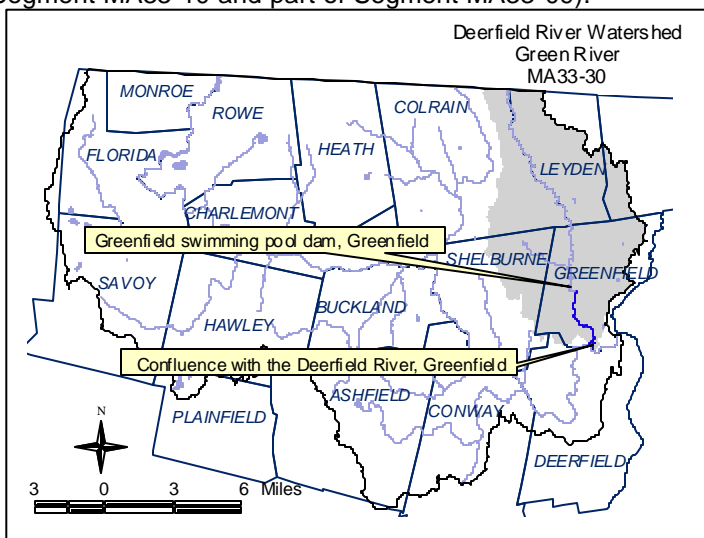 Segment MA33-10 and part of Segment MA33-09).
Deerfield River Watershed
Green River
MA33-30
MONROE
ROWE
COLRAIN
FLORIDA
HEATH
LEYDEN
CHARLEMONT
Greenfield swimming pool dam, Greenfield
SHELBURNE
GREENFIELD
SAVOY
BUCKLAND
HAWLEY
Confluence with the Deerfield River, Greenfield
ASHFIELD
CONWAY
PLAINFIELD
DEERFIELD
N
3 0 3 6 Miles